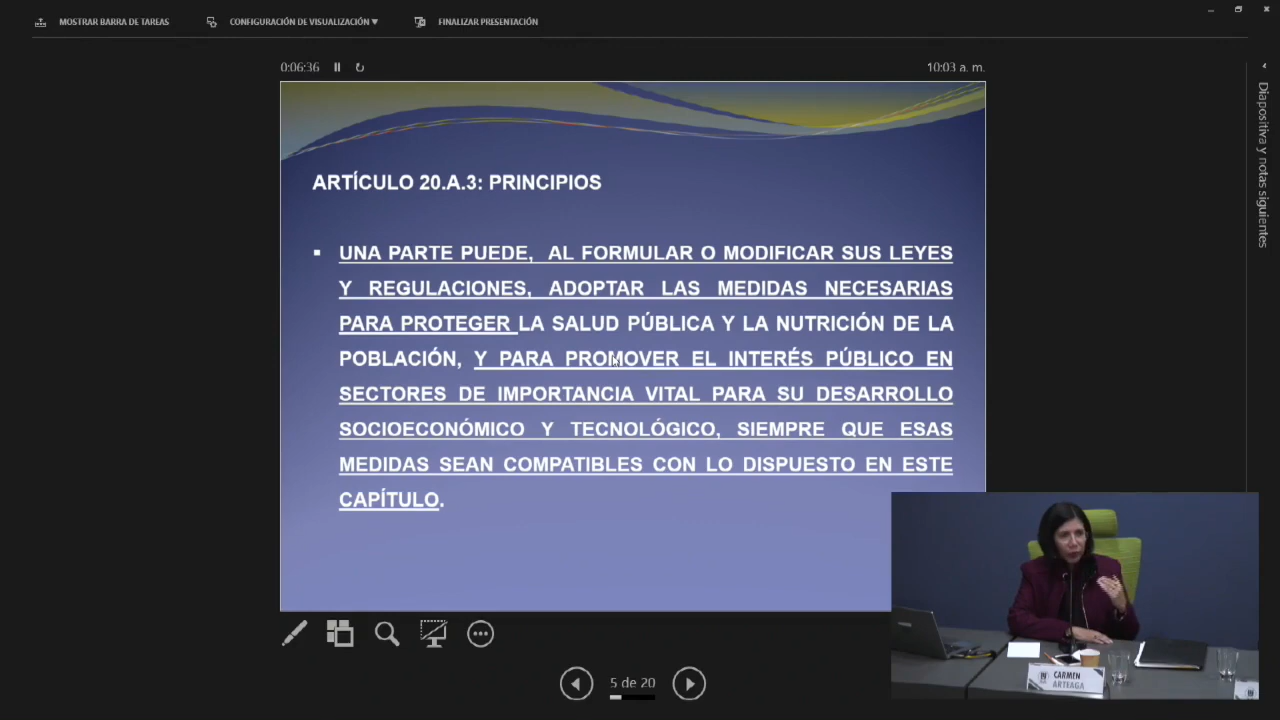 MOSTRAR BARRA DE TAREAS
CONFIGURACIÓN DE VISUALIZACIÓN ▼
FINALIZAR PRESENTACIÓN
0:06:36
10:03 a. m.
Diapositiva y notas siguientes
ARTÍCULO 20.A.3: PRINCIPIOS
▪ UNA PARTE PUEDE, AL FORMULAR O MODIFICAR SUS LEYES
Y REGULACIONES, ADOPTAR LAS MEDIDAS NECESARIAS
PARA PROTEGER LA SALUD PÚBLICA Y LA NUTRICIÓN DE LA
POBLACIÓN, Y PARA PROMOVER EL INTERÉS PÚBLICO EN
SECTORES DE IMPORTANCIA VITAL PARA SU DESARROLLO
SOCIOECONÓMICO Y TECNOLÓGICO, SIEMPRE QUE ESAS
MEDIDAS SEAN COMPATIBLES CON LO DISPUESTO EN ESTE
CAPÍTULO.
5 de 20
CARMEN
ARTEAGA